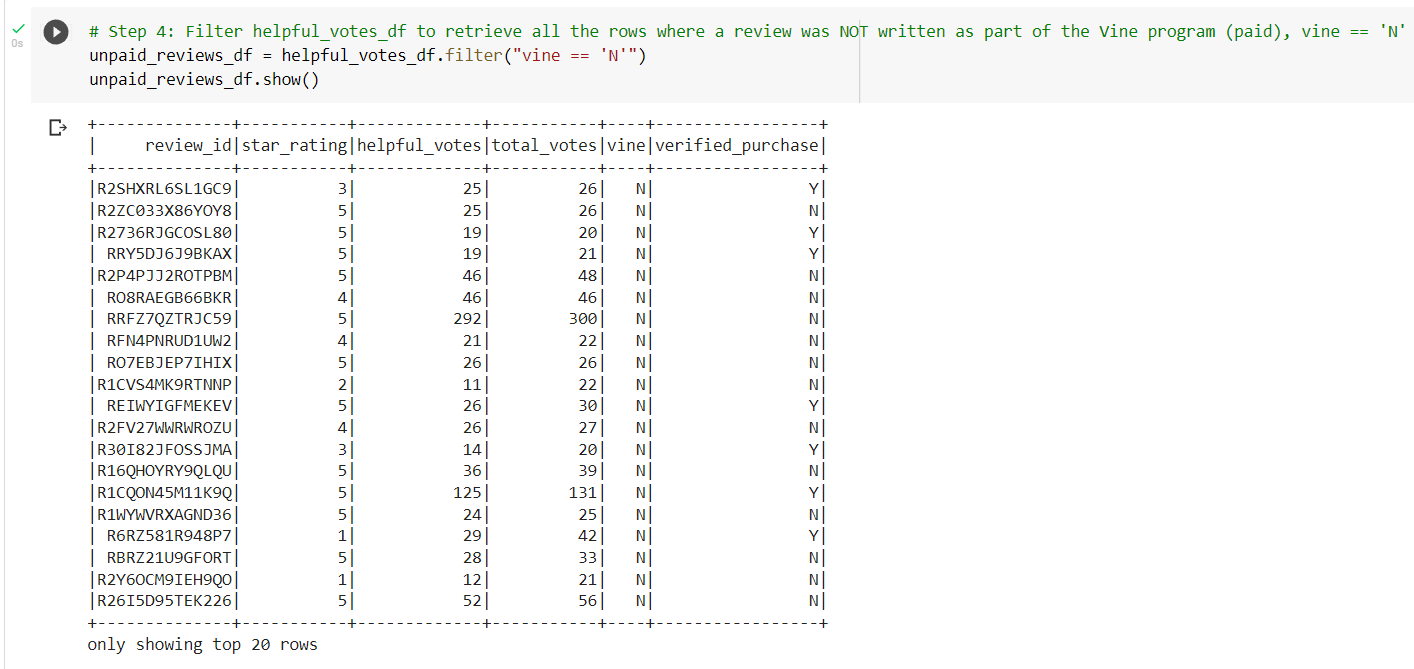 # Step 4: Filter helpful_votes_df to retrieve all the rows where a review was NOT written as part of the Vine program (paid), vine == 'N'
0s
unpaid_reviews_df = helpful_votes_df.filter("vine == 'N'")
unpaid_reviews_df.show()
+--------------+-----------+-------------+-----------+----+-----------------+
|     review_id|star_rating|helpful_votes|total_votes|vine|verified_purchase|
+--------------+-----------+-------------+-----------+----+-----------------+
|R2SHXRL6SL1GC9|          3|           25|         26|   N|                Y|
|R2ZC033X86YOY8|          5|           25|         26|   N|                N|
|R2736RJGCOSL80|          5|           19|         20|   N|                Y|
| RRY5DJ6J9BKAX|          5|           19|         21|   N|                Y|
|R2P4PJJ2ROTPBM|          5|           46|         48|   N|                N|
| RO8RAEGB66BKR|          4|           46|         46|   N|                N|
| RRFZ7QZTRJC59|          5|          292|        300|   N|                N|
| RFN4PNRUD1UW2|          4|           21|         22|   N|                N|
| RO7EBJEP7IHIX|          5|           26|         26|   N|                N|
|R1CVS4MK9RTNNP|          2|           11|         22|   N|                N|
| REIWYIGFMEKEV|          5|           26|         30|   N|                Y|
|R2FV27WWRWROZU|          4|           26|         27|   N|                N|
|R30I82JFOSSJMA|          3|           14|         20|   N|                Y|
|R16QHOYRY9QLQU|          5|           36|         39|   N|                N|
|R1CQON45M11K9Q|          5|          125|        131|   N|                Y|
|R1WYWVRXAGND36|          5|           24|         25|   N|                N|
| R6RZ581R948P7|          1|           29|         42|   N|                Y|
| RBRZ21U9GFORT|          5|           28|         33|   N|                N|
|R2Y6OCM9IEH9QO|          1|           12|         21|   N|                N|
|R26I5D95TEK226|          5|           52|         56|   N|                N|
+--------------+-----------+-------------+-----------+----+-----------------+
only showing top 20 rows